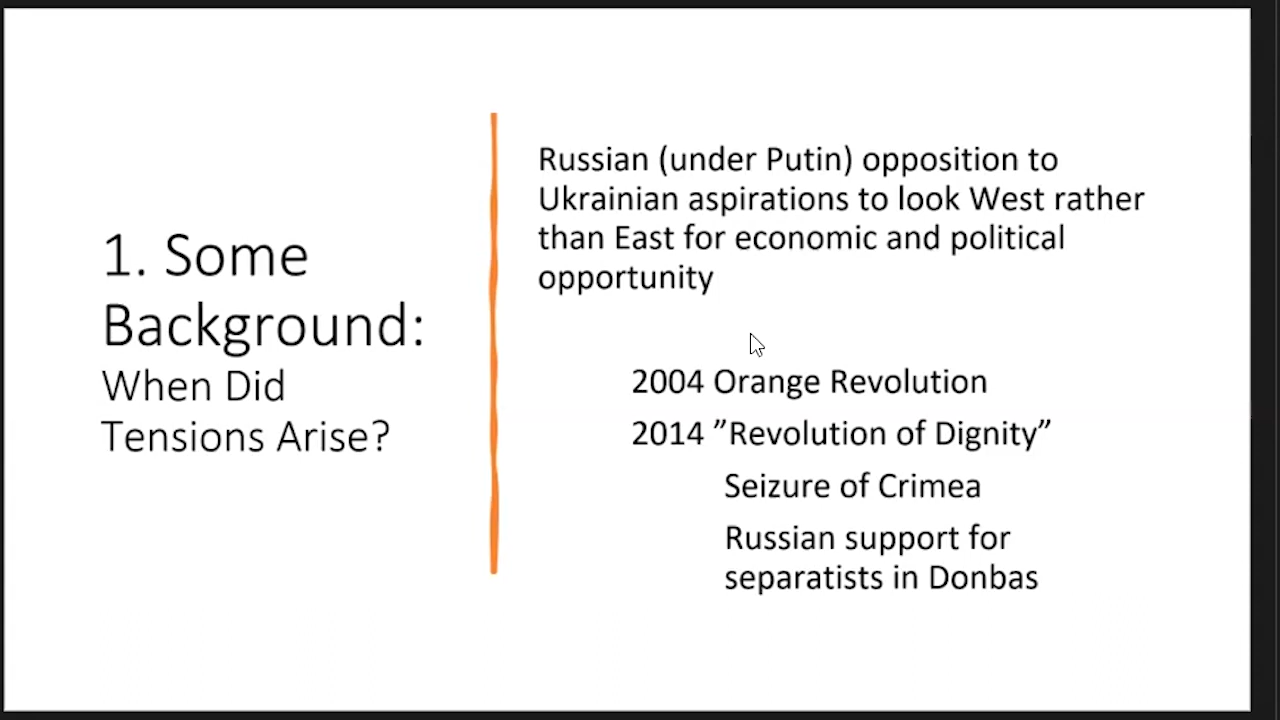 1. Some
Background:
When Did
Tensions Arise?
Russian (under Putin) opposition to
Ukrainian aspirations to look West rather
than East for economic and political
opportunity
2004 Orange Revolution
2014 ”Revolution of Dignity”
Seizure of Crimea
Russian support for
separatists in Donbas